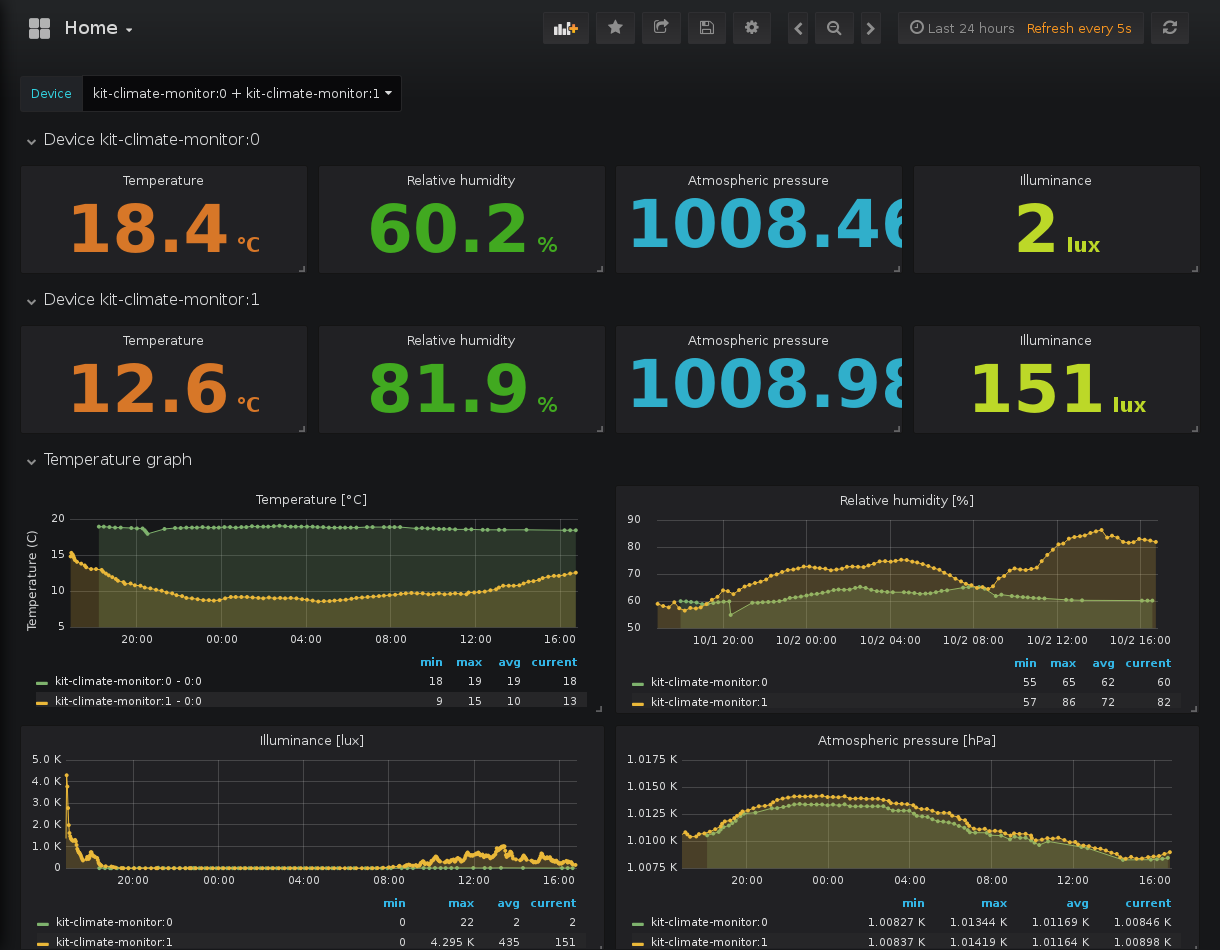 Home
Last 24 hours Refresh every 5s
Device kit-climate-monitor:0 + kit-climate-monitor:1
Device kit-climate-monitor:0
Temperature Relative humidity Atmospheric pressure Illuminance
18.4 °C 60.2 % 1008.46 2 lux
Device kit-climate-monitor:1
Temperature Relative humidity Atmospheric pressure Illuminance
12.6 °C 81.9 % 1008.98 151 lux
Temperature graph
Temperature [°C]
Temperature (C)
20
15
10
5
20:00 00:00 04:00 08:00 12:00 16:00
min max avg current
kit-climate-monitor:0 - 0:0 18 19 19 18
kit-climate-monitor:1 - 0:0 9 15 10 13
Relative humidity [%]
90
80
70
60
50
10/1 20:00 10/2 00:00 10/2 04:00 10/2 08:00 10/2 12:00 10/2 16:00
min max avg current
kit-climate-monitor:0 55 65 62 60
kit-climate-monitor:1 57 86 72 82
Illuminance [lux]
5.0 K
4.0 K
3.0 K
2.0 K
1.0 K
0
20:00 00:00 04:00 08:00 12:00 16:00
min max avg current
kit-climate-monitor:0 0 22 2 2
kit-climate-monitor:1 0 4.295 K 435 151
Atmospheric pressure [hPa]
1.0175 K
1.0150 K
1.0125 K
1.0100 K
1.0075 K
20:00 00:00 04:00 08:00 12:00 16:00
min max avg current
kit-climate-monitor:0 1.00827 K 1.01344 K 1.01169 K 1.00846 K
kit-climate-monitor:1 1.00837 K 1.01419 K 1.01164 K 1.00898 K